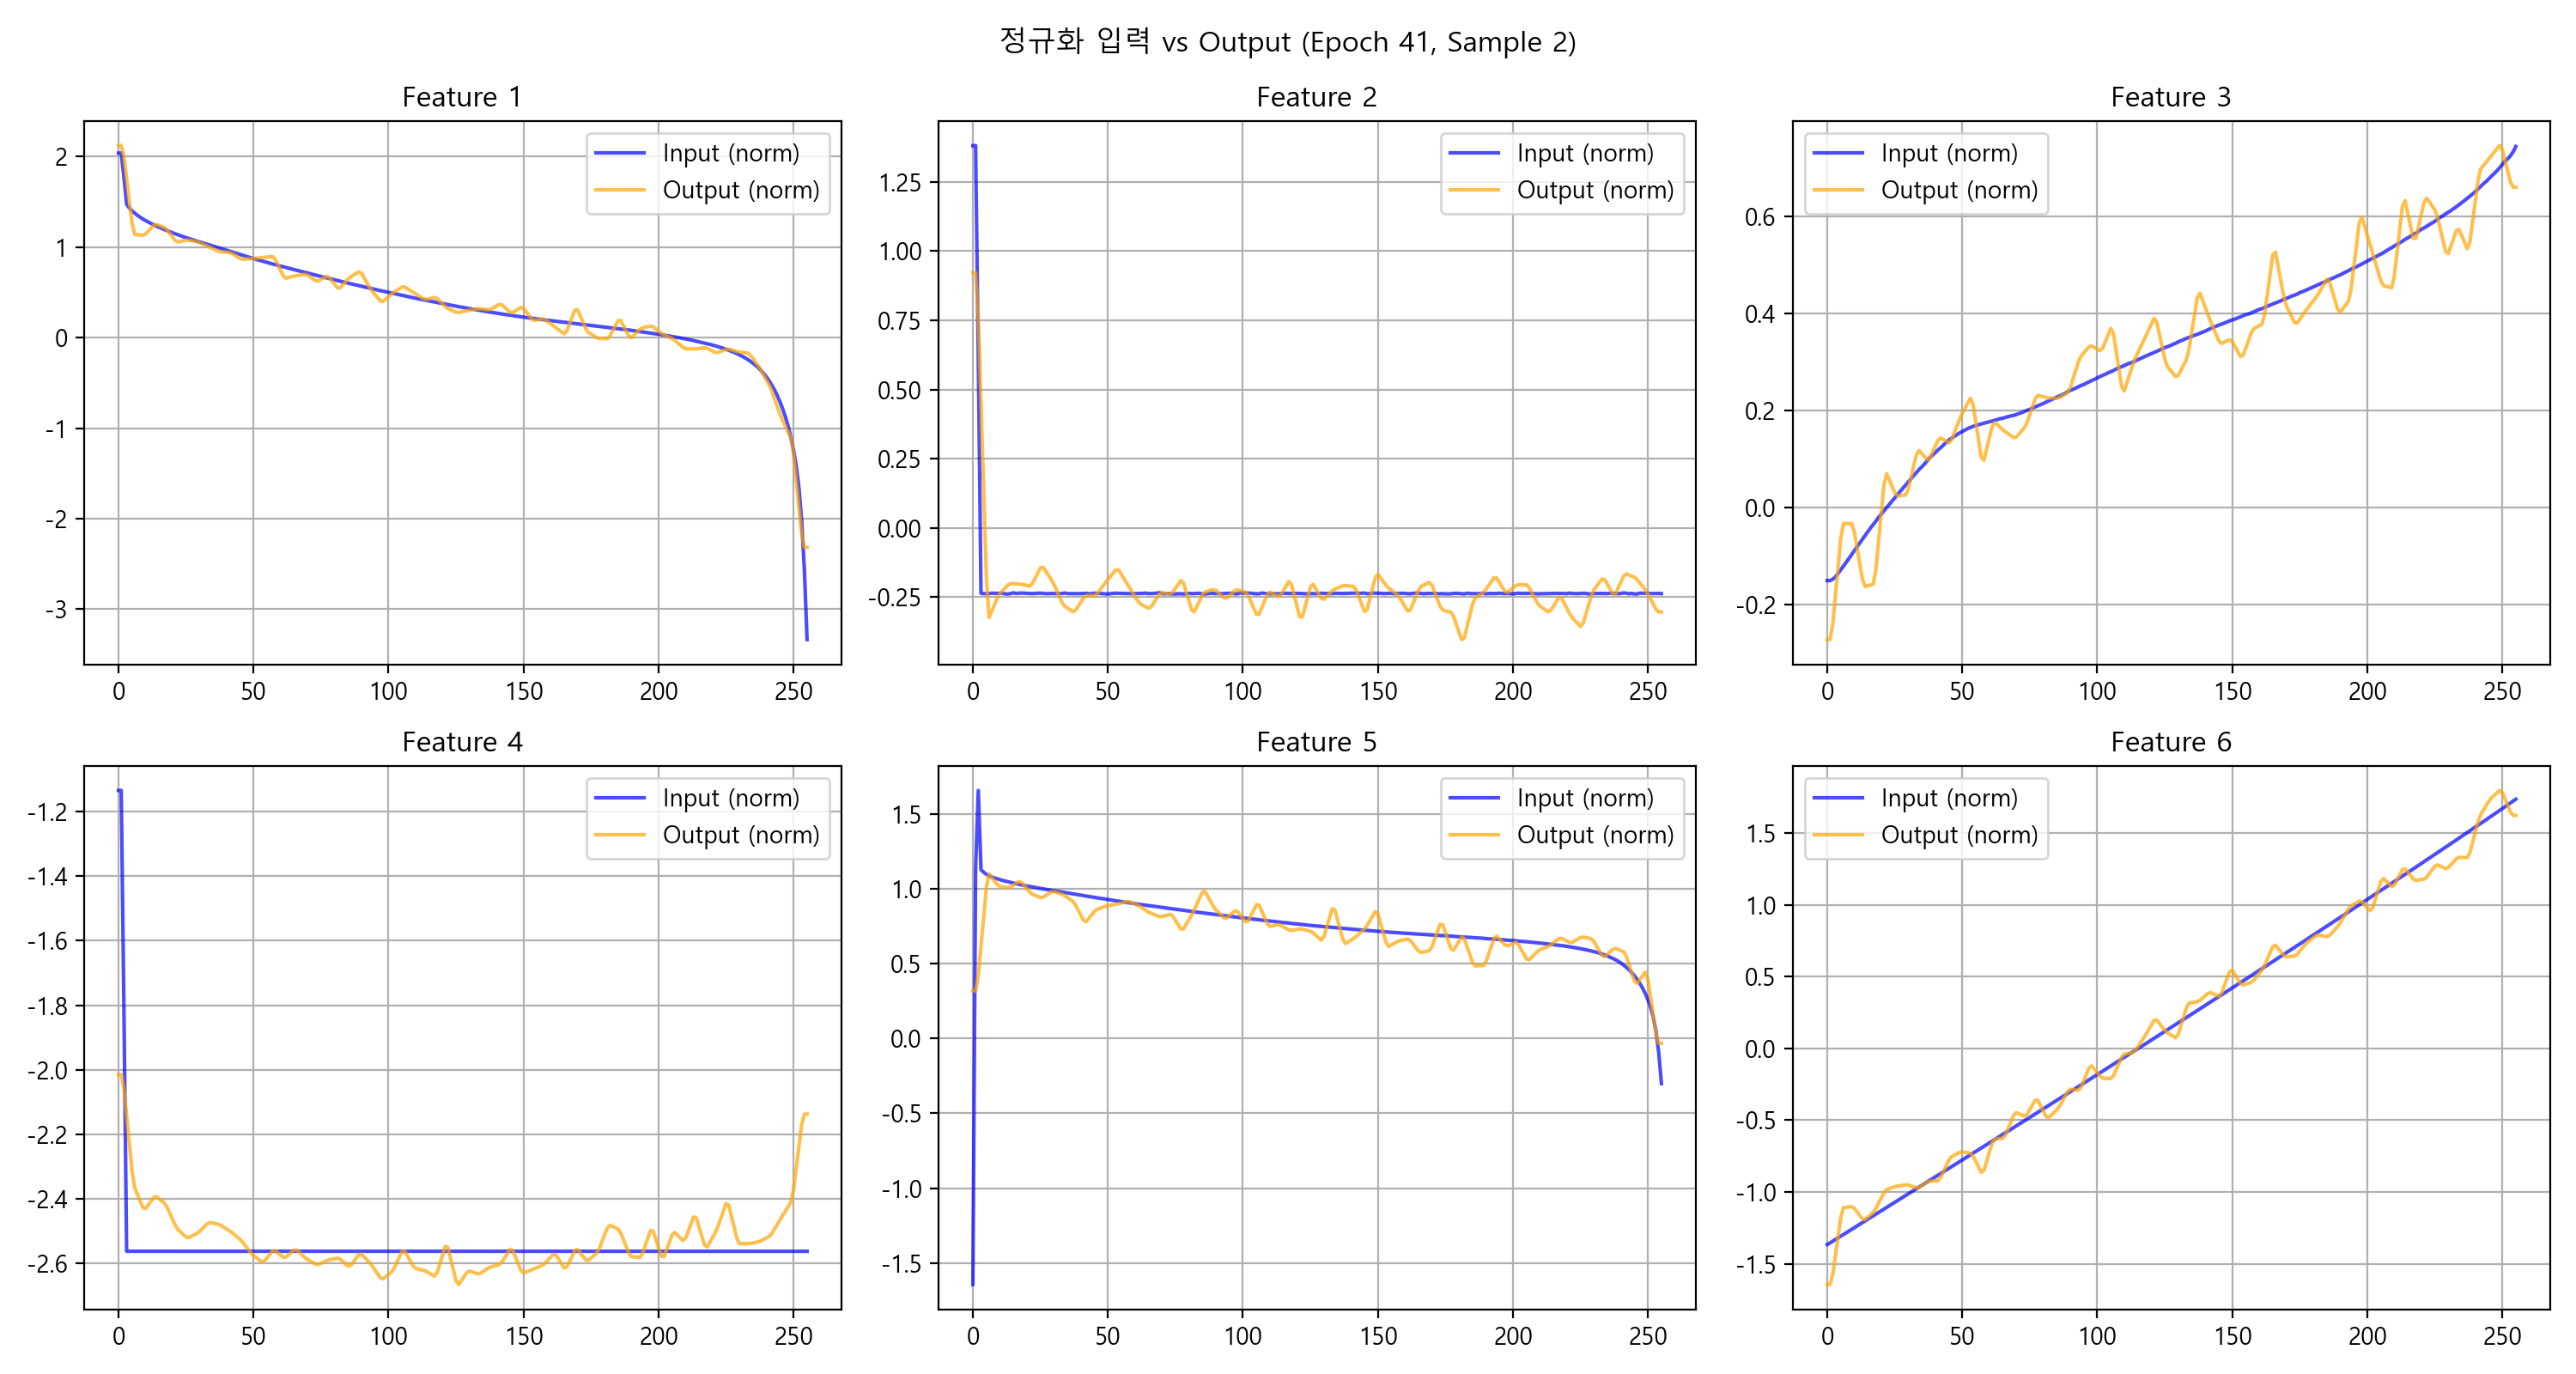 정규화 입력 vs Output (Epoch 41, Sample 2)
Feature 1
Input (norm)
Output (norm)
2
1
0
-1
-2
-3
0 50 100 150 200 250
Feature 2
Input (norm)
Output (norm)
1.25
1.00
0.75
0.50
0.25
0.00
-0.25
0 50 100 150 200 250
Feature 3
Input (norm)
Output (norm)
0.6
0.4
0.2
0.0
-0.2
0 50 100 150 200 250
Feature 4
Input (norm)
Output (norm)
-1.2
-1.4
-1.6
-1.8
-2.0
-2.2
-2.4
-2.6
0 50 100 150 200 250
Feature 5
Input (norm)
Output (norm)
1.5
1.0
0.5
0.0
-0.5
-1.0
-1.5
0 50 100 150 200 250
Feature 6
Input (norm)
Output (norm)
1.5
1.0
0.5
0.0
-0.5
-1.0
-1.5
0 50 100 150 200 250